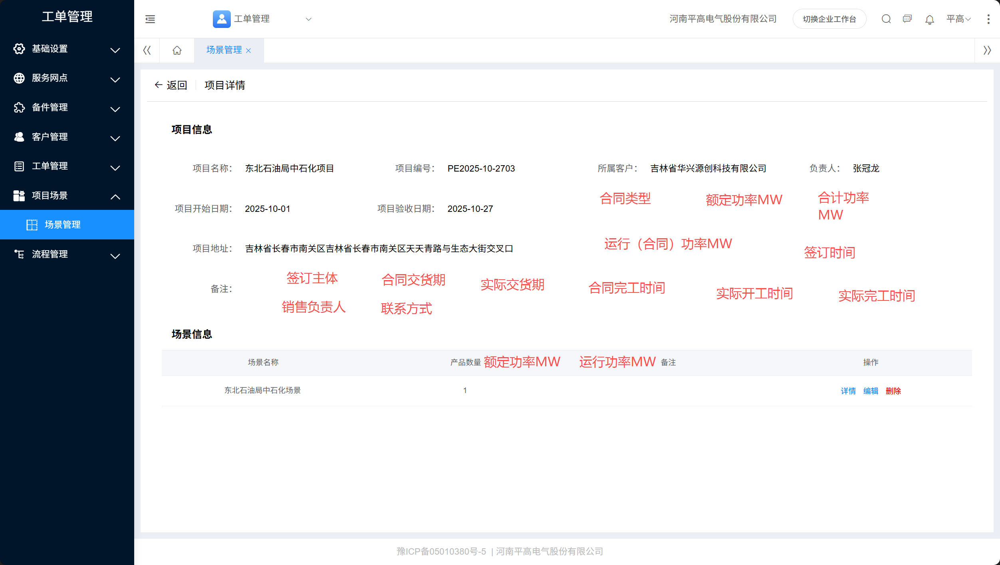 工单管理
工单管理
河南平高电气股份有限公司
切换企业工作台
平高
基础设置
服务网点
备件管理
客户管理
工单管理
项目场景
场景管理
流程管理
场景管理
返回
项目详情
项目信息
项目名称： 东北石油局中石化项目 项目编号： PE2025-10-2703 所属客户： 吉林省华兴源创科技有限公司 负责人： 张冠龙
合同类型 额定功率MW 合计功率
MW
项目开始日期： 2025-10-01 项目验收日期： 2025-10-27
项目地址： 吉林省长春市南关区吉林省长春市南关区天天青路与生态大街交叉口 运行（合同）功率MW 签订时间
备注： 签订主体 合同交货期 实际交货期 合同完工时间 实际开工时间 实际完工时间
销售负责人 联系方式
场景信息
场景名称 产品数量 额定功率MW 运行功率MW 备注 操作
东北石油局中石化场景 1 详情 编辑 删除
豫ICP备05010380号-5 | 河南平高电气股份有限公司